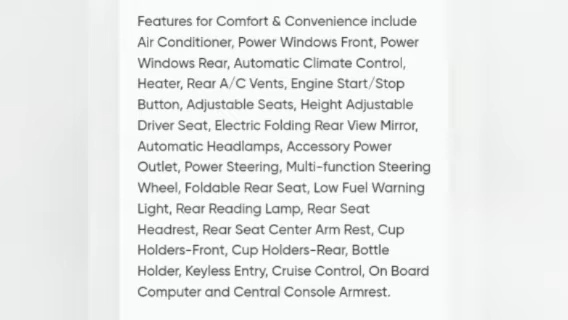 Features for Comfort & Convenience include
Air Conditioner, Power Windows Front, Power
Windows Rear, Automatic Climate Control,
Heater, Rear A/C Vents, Engine Start/Stop
Button, Adjustable Seats, Height Adjustable
Driver Seat, Electric Folding Rear View Mirror,
Automatic Headlamps, Accessory Power
Outlet, Power Steering, Multi-function Steering
Wheel, Foldable Rear Seat, Low Fuel Warning
Light, Rear Reading Lamp, Rear Seat
Headrest, Rear Seat Center Arm Rest, Cup
Holders-Front, Cup Holders-Rear, Bottle
Holder, Keyless Entry, Cruise Control, On Board
Computer and Central Console Armrest.